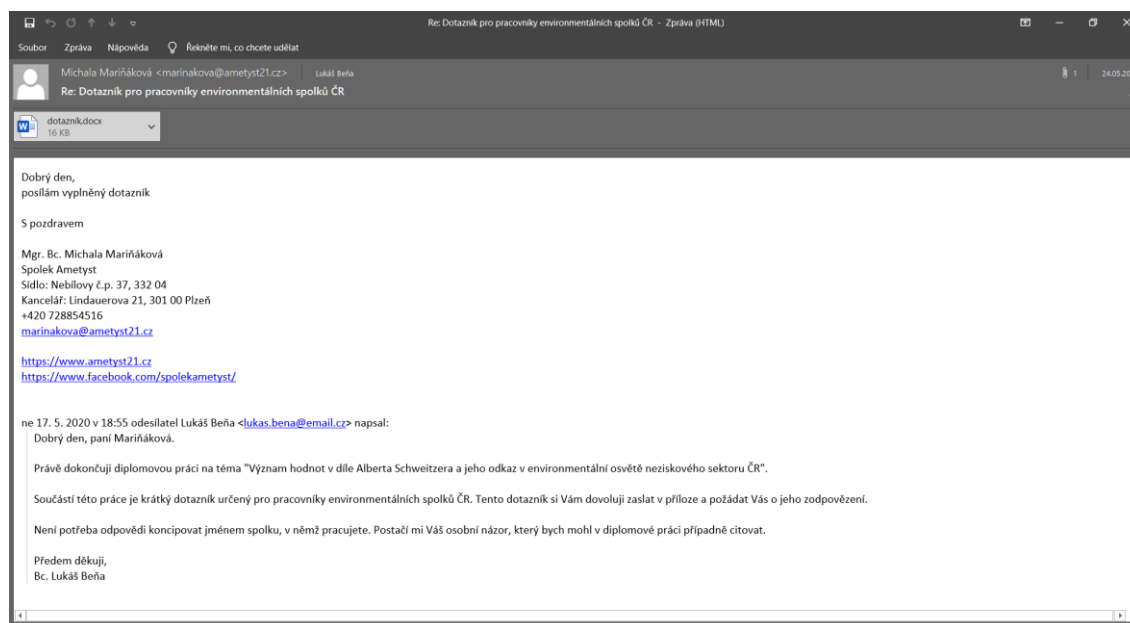 Re: Dotazník pro pracovníky environmentálních spolků ČR - Zpráva (HTML)
Soubor Zpráva Nápověda Řekněte mi, co chcete udělat
Michala Mariňáková <marinakova@ametyst21.cz> Lukáš Beňa 1 24.05.20
Re: Dotazník pro pracovníky environmentálních spolků ČR
dotazník.docx
16 KB
Dobrý den,
posílám vyplněný dotazník
S pozdravem
Mgr. Bc. Michala Mariňáková
Spolek Ametyst
Sídlo: Nebílovy č.p. 37, 332 04
Kancelář: Lindauerova 21, 301 00 Plzeň
+420 728854516
marinakova@ametyst21.cz
https://www.ametyst21.cz
https://www.facebook.com/spolekametyst/
ne 17. 5. 2020 v 18:55 odesílatel Lukáš Beňa <lukas.bena@email.cz> napsal:
Dobrý den, paní Mariňáková.
Právě dokončuji diplomovou práci na téma "Význam hodnot v díle Alberta Schweitzera a jeho odkaz v environmentální osvětě neziskového sektoru ČR".
Součástí této práce je krátký dotazník určený pro pracovníky environmentálních spolků ČR. Tento dotazník si Vám dovoluji zaslat v příloze a požádat Vás o jeho zodpovězení.
Není potřeba odpovědi koncipovat jménem spolku, v němž pracujete. Postačí mi Váš osobní názor, který bych mohl v diplomové práci případně citovat.
Předem děkuji,
Bc. Lukáš Beňa